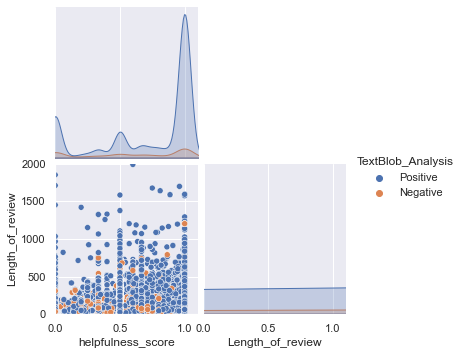 TextBlob_Analysis
Positive
Negative
2000
1500
1000
500
0
Length_of_review
0.0 0.5 1.0 0.0 0.5 1.0
helpfulness_score Length_of_review